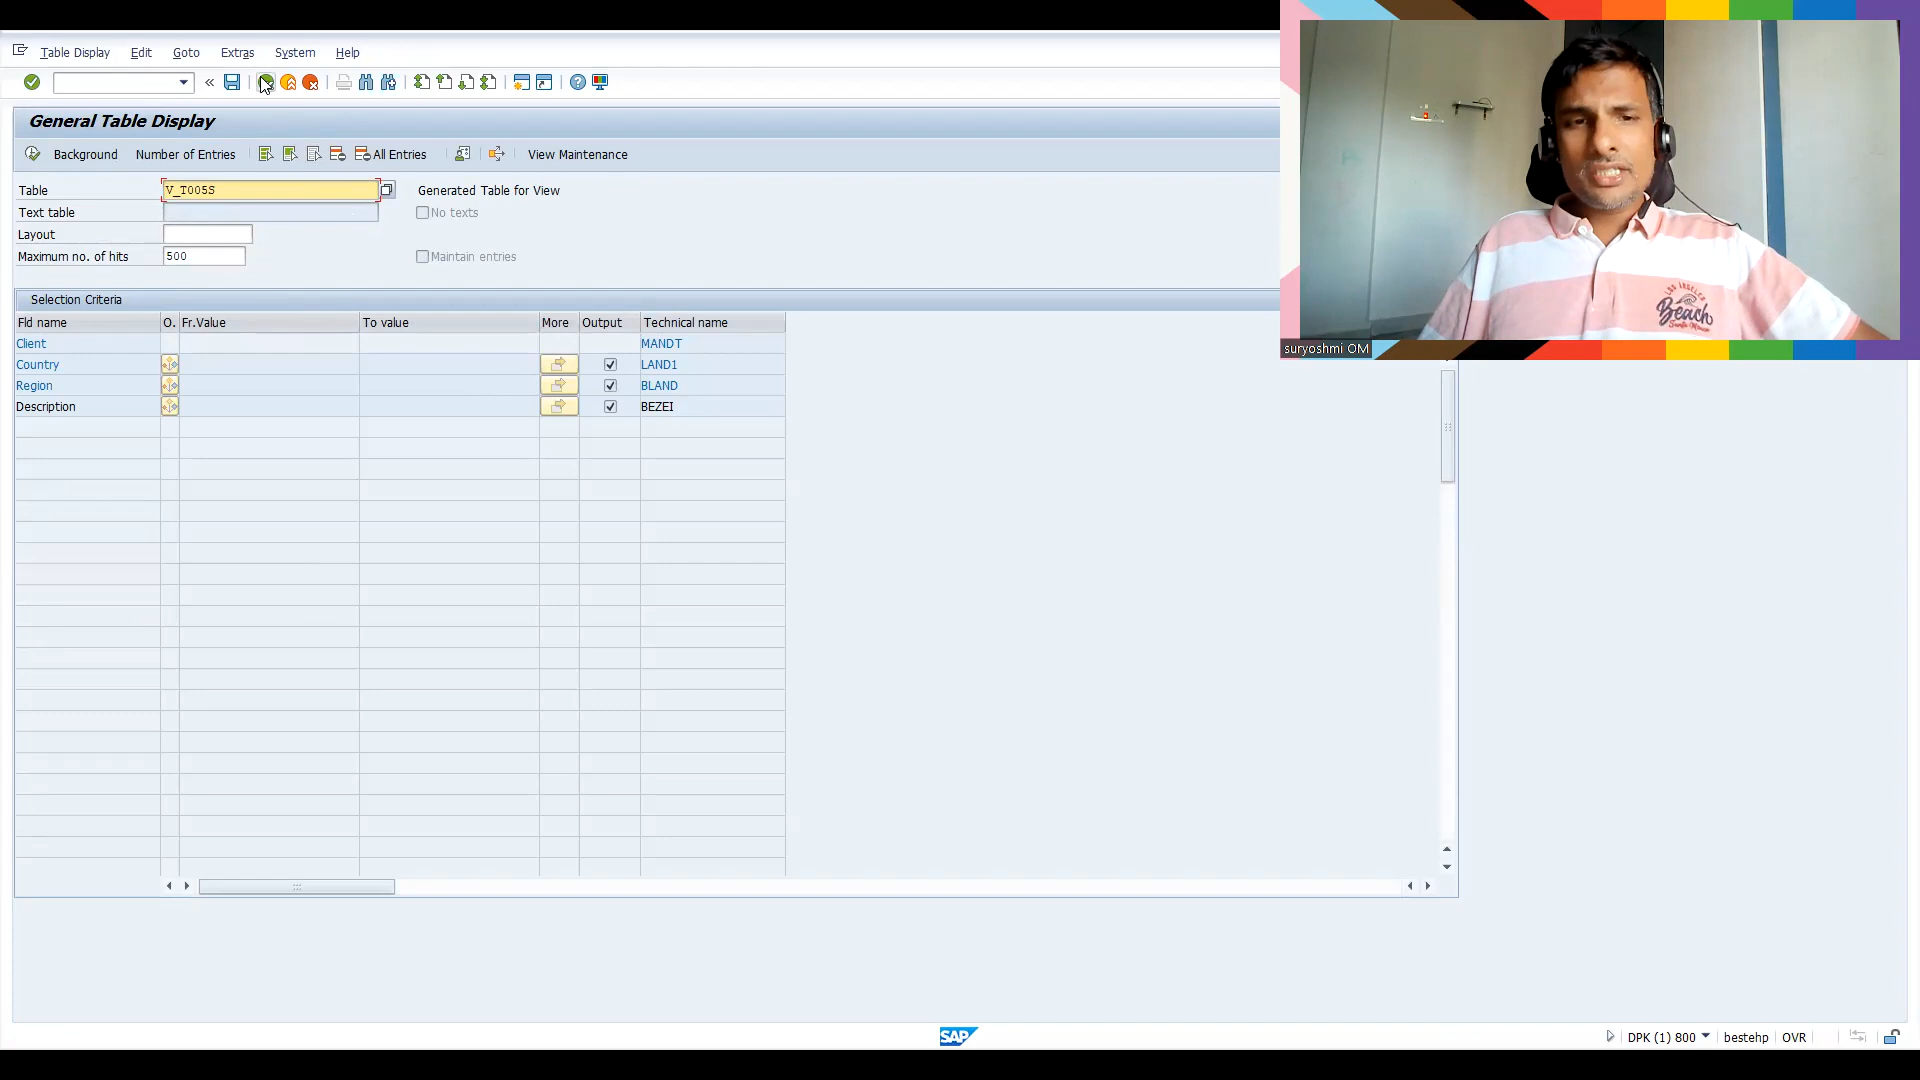 Table Display Edit Goto Extras System Help
General Table Display
Background Number of Entries All Entries View Maintenance
Table V_T005S Generated Table for View
Text table No texts
Layout
Maximum no. of hits 500 Maintain entries
Selection Criteria
Fld name O. Fr.Value To value More Output Technical name
Client MANDT
Country LAND1
Region BLAND
Description BEZEI
SAP
DPK (1) 800 bestehp OVR
LOS ANGELES
Beach
suryoshmi OM